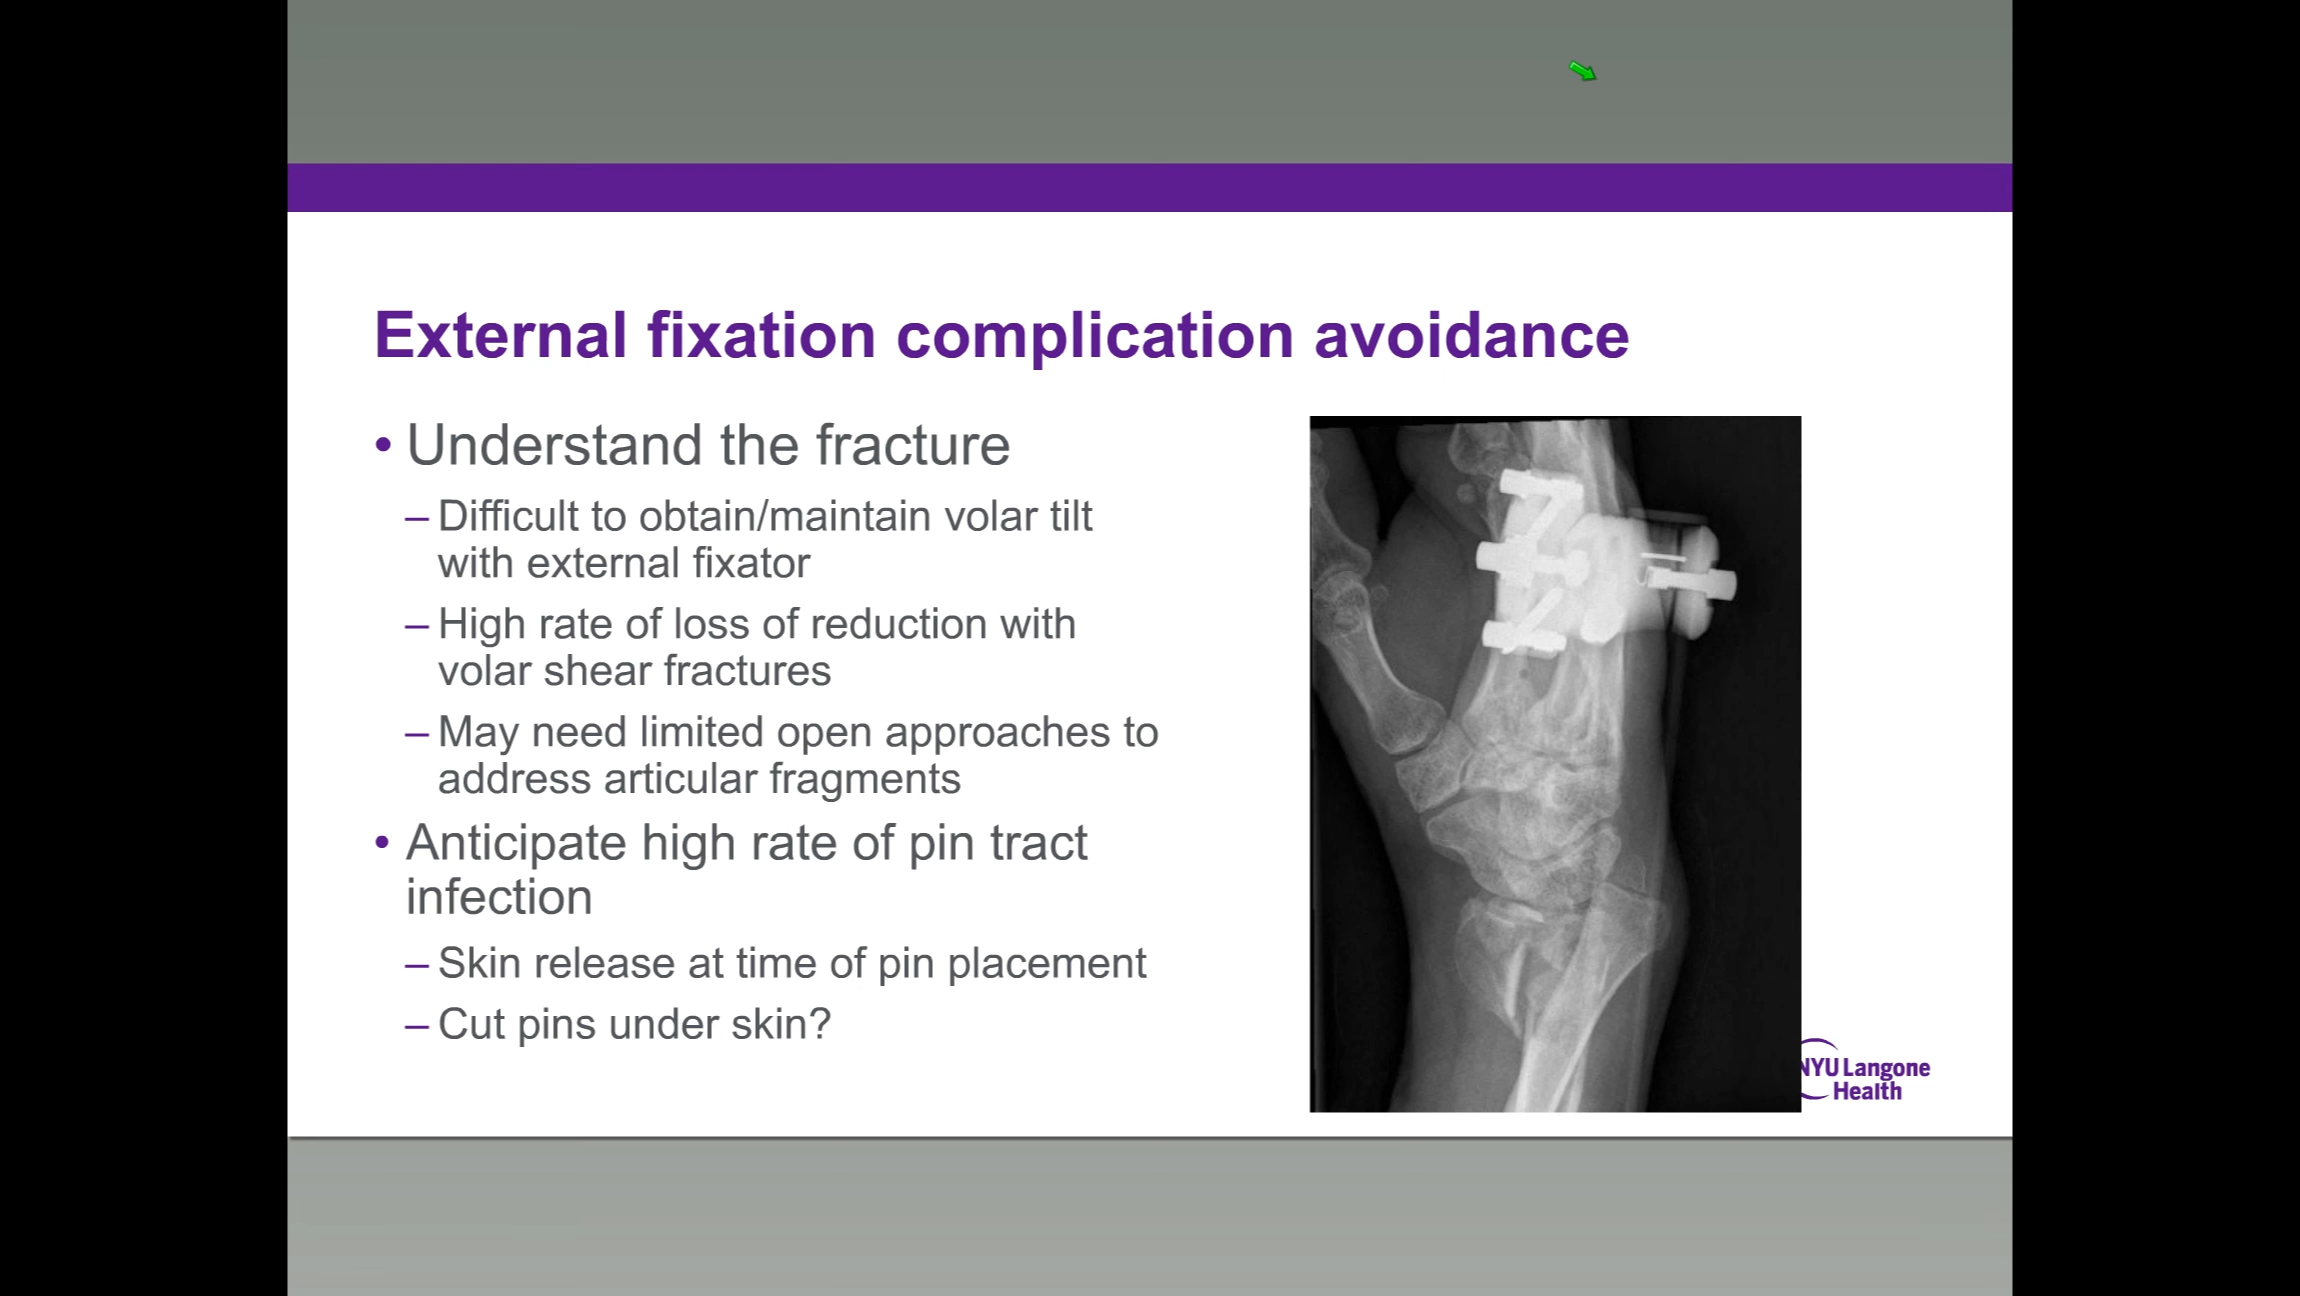 External fixation complication avoidance
• Understand the fracture
– Difficult to obtain/maintain volar tilt
with external fixator
– High rate of loss of reduction with
volar shear fractures
– May need limited open approaches to
address articular fragments
• Anticipate high rate of pin tract
infection
– Skin release at time of pin placement
– Cut pins under skin?
NYU Langone
Health